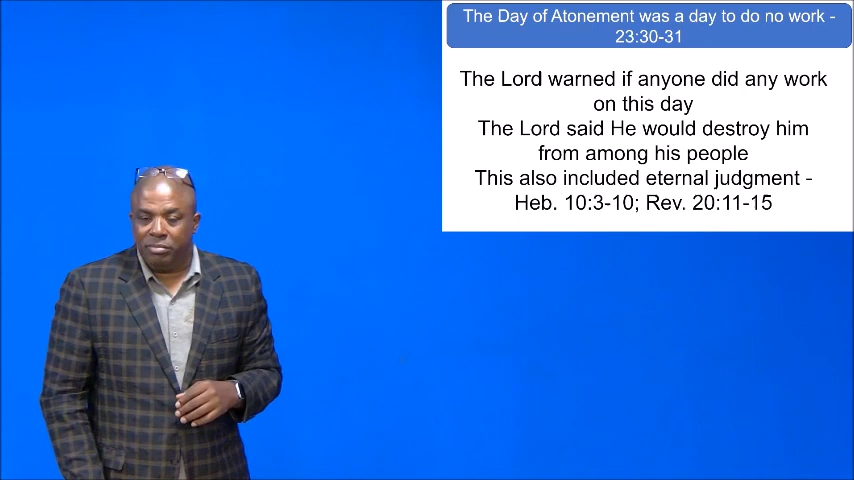 The Day of Atonement was a day to do no work -
23:30-31
The Lord warned if anyone did any work
on this day
The Lord said He would destroy him
from among his people
This also included eternal judgment -
Heb. 10:3-10; Rev. 20:11-15